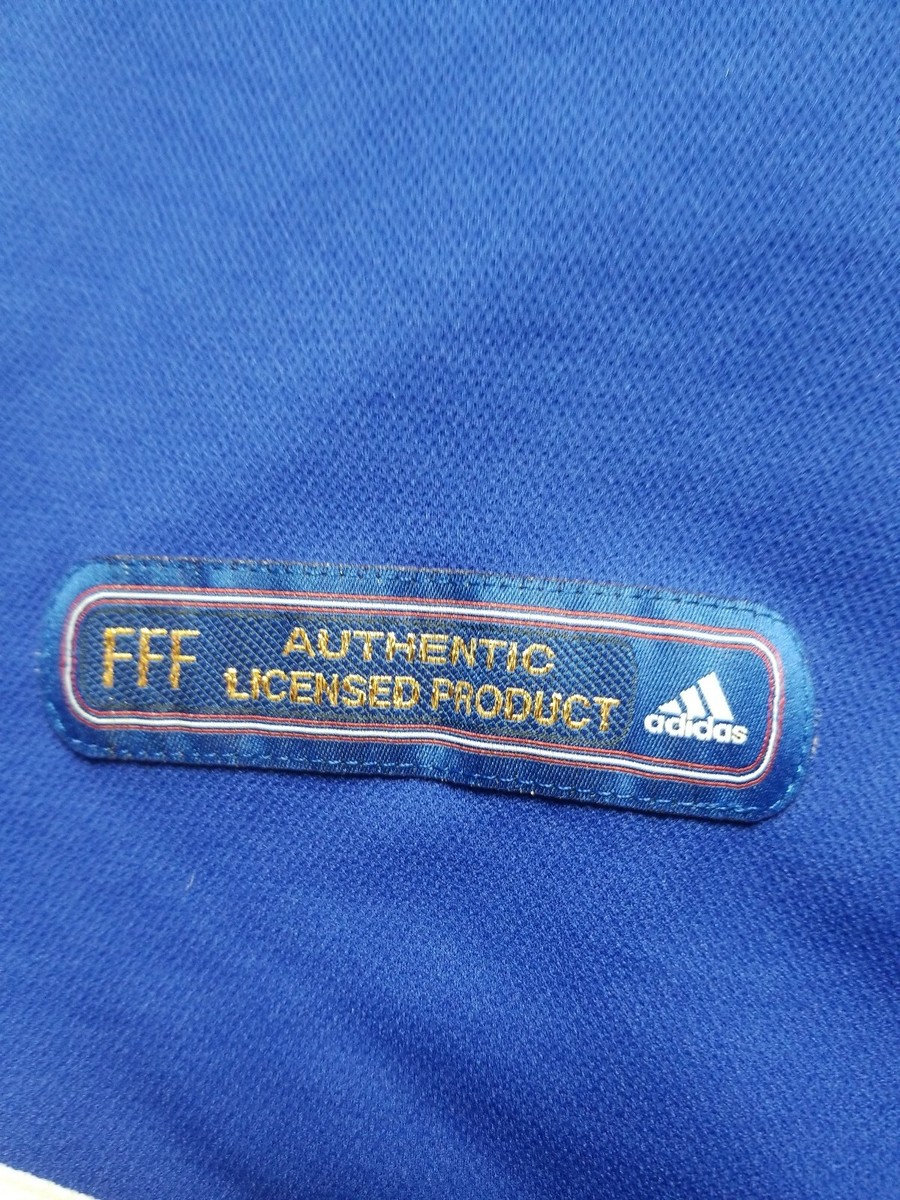 FFF
AUTHENTIC
LICENSED PRODUCT
adidas